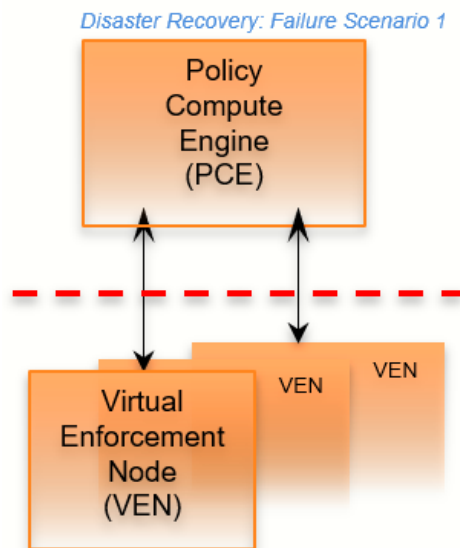 Disaster Recovery: Failure Scenario 1
Policy
Compute
Engine
(PCE)
VEN
VEN
Virtual
Enforcement
Node
(VEN)